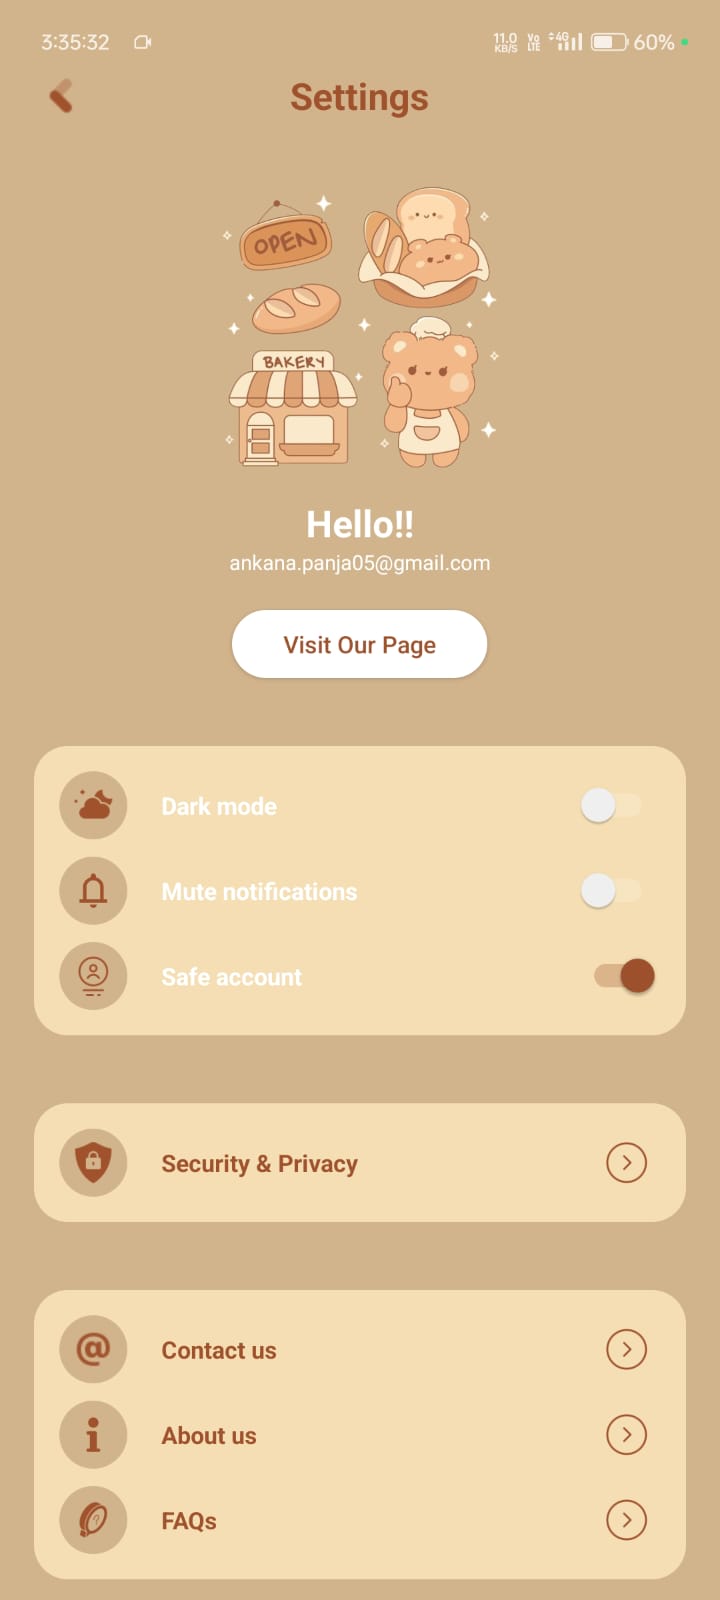 3:35:32 11.0 KB/S Vo LTE 4G 60%
Settings
OPEN
BAKERY
Hello!!
ankana.panja05@gmail.com
Visit Our Page
Dark mode
Mute notifications
Safe account
Security & Privacy
Contact us
About us
FAQs